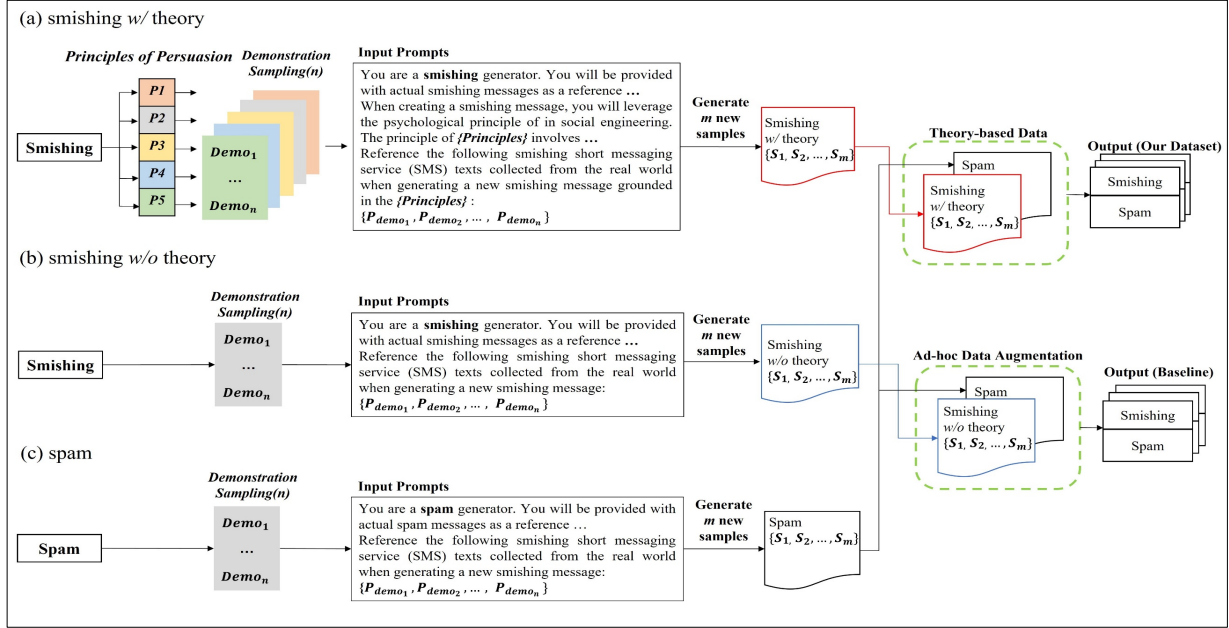 (a) smishing w/ theory
Principles of Persuasion
Demonstration
Sampling(n)
Smishing
P1
P2
P3
P4
P5
Demo₁
…
Demoₙ
Input Prompts
You are a smishing generator. You will be provided
with actual smishing messages as a reference …
When creating a smishing message, you will leverage
the psychological principle of in social engineering.
The principle of {Principles} involves …
Reference the following smishing short messaging
service (SMS) texts collected from the real world
when generating a new smishing message grounded
in the {Principles} :
{P_demo₁, P_demo₂, … , P_demoₙ}
Generate
m new
samples
Smishing
w/ theory
{S₁, S₂, … , Sₘ}
Theory-based Data
Spam
Smishing
w/ theory
{S₁, S₂, … , Sₘ}
Output (Our Dataset)
Smishing
Spam
(b) smishing w/o theory
Demonstration
Sampling(n)
Smishing
Demo₁
…
Demoₙ
Input Prompts
You are a smishing generator. You will be provided
with actual smishing messages as a reference …
Reference the following smishing short messaging
service (SMS) texts collected from the real world
when generating a new smishing message:
{P_demo₁, P_demo₂, … , P_demoₙ}
Generate
m new
samples
Smishing
w/o theory
{S₁, S₂, … , Sₘ}
Ad-hoc Data Augmentation
Spam
Smishing
w/o theory
{S₁, S₂, … , Sₘ}
Output (Baseline)
Smishing
Spam
(c) spam
Demonstration
Sampling(n)
Spam
Demo₁
…
Demoₙ
Input Prompts
You are a spam generator. You will be provided with
actual spam messages as a reference …
Reference the following smishing short messaging
service (SMS) texts collected from the real world
when generating a new smishing message:
{P_demo₁, P_demo₂, … , P_demoₙ}
Generate
m new
samples
Spam
{S₁, S₂, … , Sₘ}